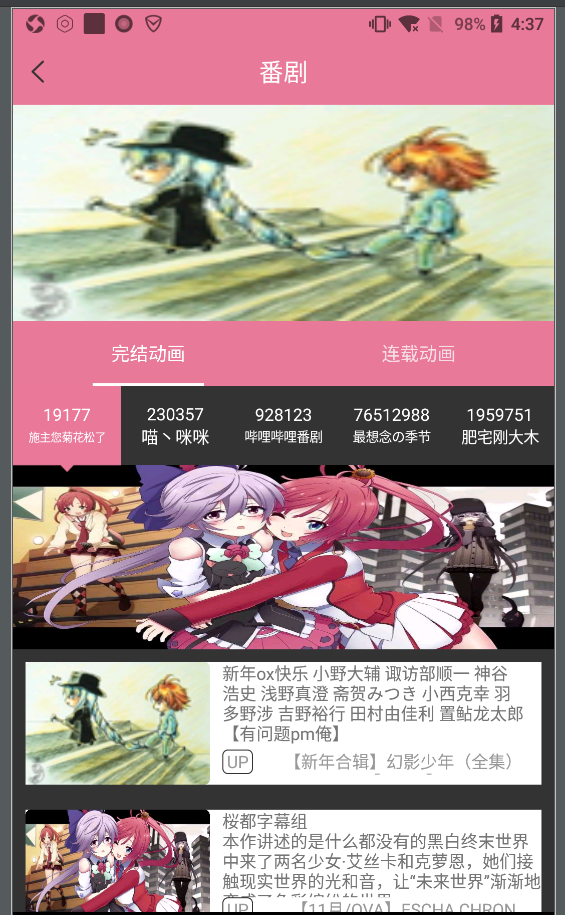 98% 4:37
番剧
完结动画 连载动画
19177 230357 928123 76512988 1959751
施主您菊花松了 喵丶咪咪 哔哩哔哩番剧 最想念の季节 肥宅刚大木
新年ox快乐 小野大辅 诹访部顺一 神谷
浩史 浅野真澄 斋贺みつき 小西克幸 羽
多野涉 吉野裕行 田村由佳利 置鲇龙太郎
【有问题pm俺】
UP 【新年合辑】幻影少年（全集）
桜都字幕组
本作讲述的是什么都没有的黑白终末世界
中来了两名少女·艾丝卡和克萝恩，她们接
触现实世界的光和音，让“未来世界”渐渐地
UP 【11月/OVA】ESCHA CHRON